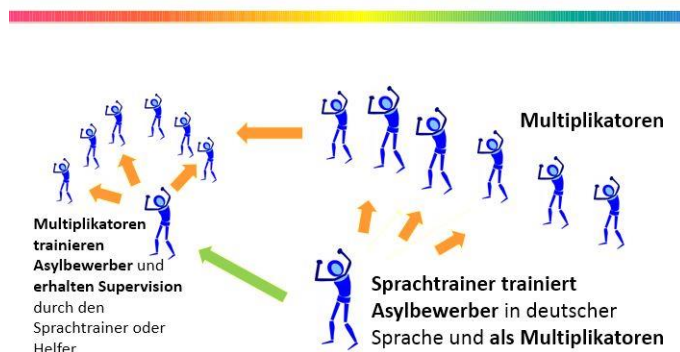 Multiplikatoren
Multiplikatoren
trainieren
Asylbewerber und
erhalten Supervision
durch den
Sprachtrainer oder
Helfer
Sprachtrainer trainiert
Asylbewerber in deutscher
Sprache und als Multiplikatoren